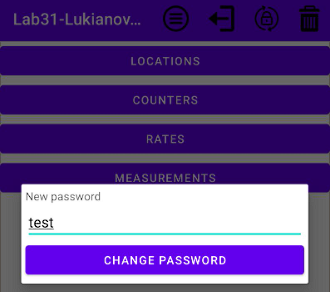 Lab31-Lukianov...
LOCATIONS
COUNTERS
RATES
MEASUREMENTS
New password
test
CHANGE PASSWORD